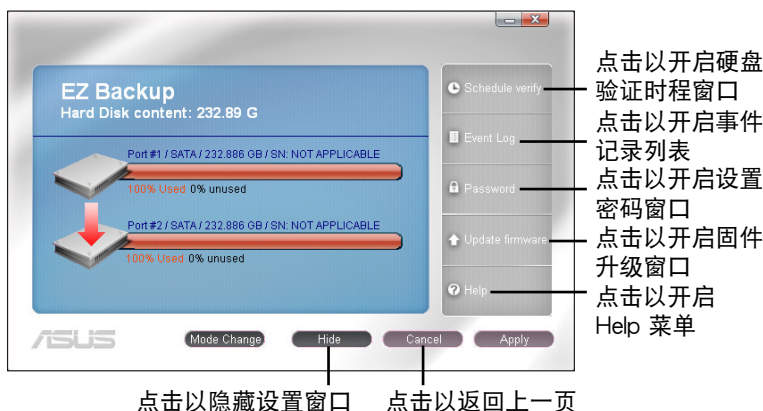 EZ Backup
Hard Disk content: 232.89 G
Port#1 / SATA / 232.886 GB / SN: NOT APPLICABLE
100% Used 0% unused
Port#2 / SATA / 232.886 GB / SN: NOT APPLICABLE
100% Used 0% unused
Schedule verify
Event Log
Password
Update firmware
Help
点击以开启硬盘
验证时程窗口
点击以开启事件
记录列表
点击以开启设置
密码窗口
点击以开启固件
升级窗口
点击以开启
Help 菜单
ASUS
Mode Change
Hide
Cancel
Apply
点击以隐藏设置窗口
点击以返回上一页